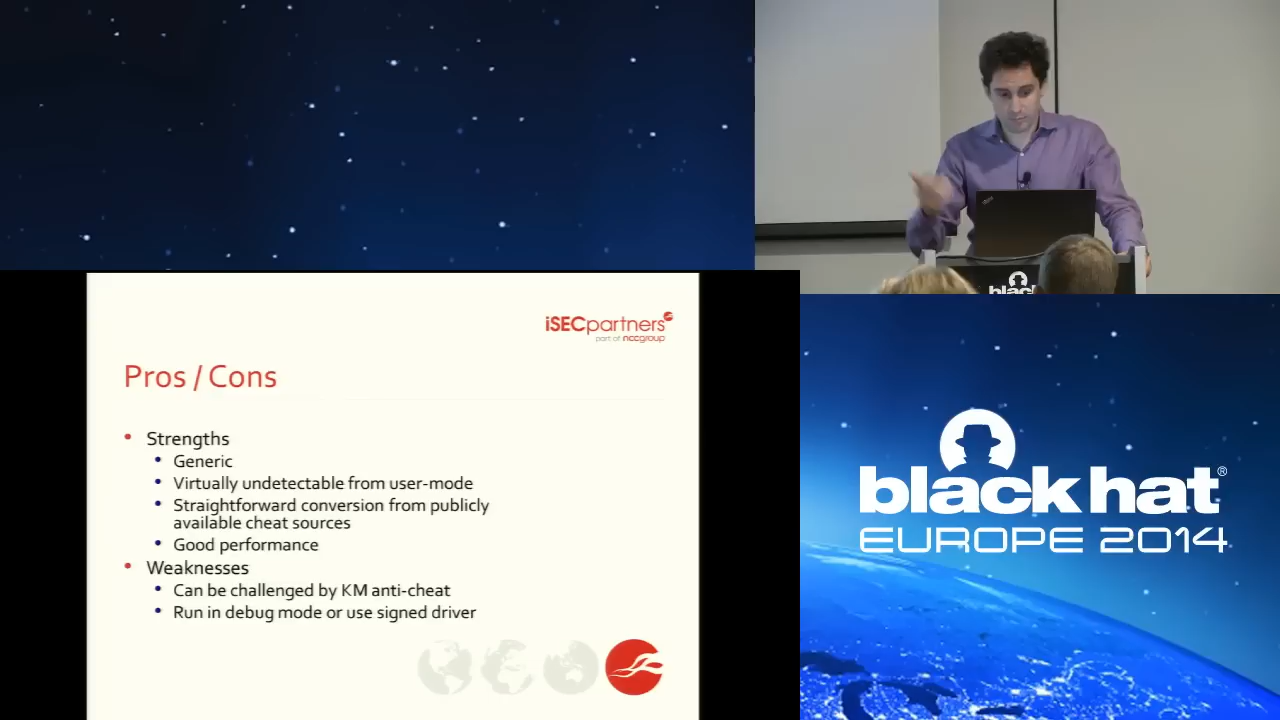 black
iSECpartners
part of nccgroup
Pros / Cons
• Strengths
• Generic
• Virtually undetectable from user-mode
• Straightforward conversion from publicly
available cheat sources
• Good performance
• Weaknesses
• Can be challenged by KM anti-cheat
• Run in debug mode or use signed driver
black hat®
EUROPE 2014